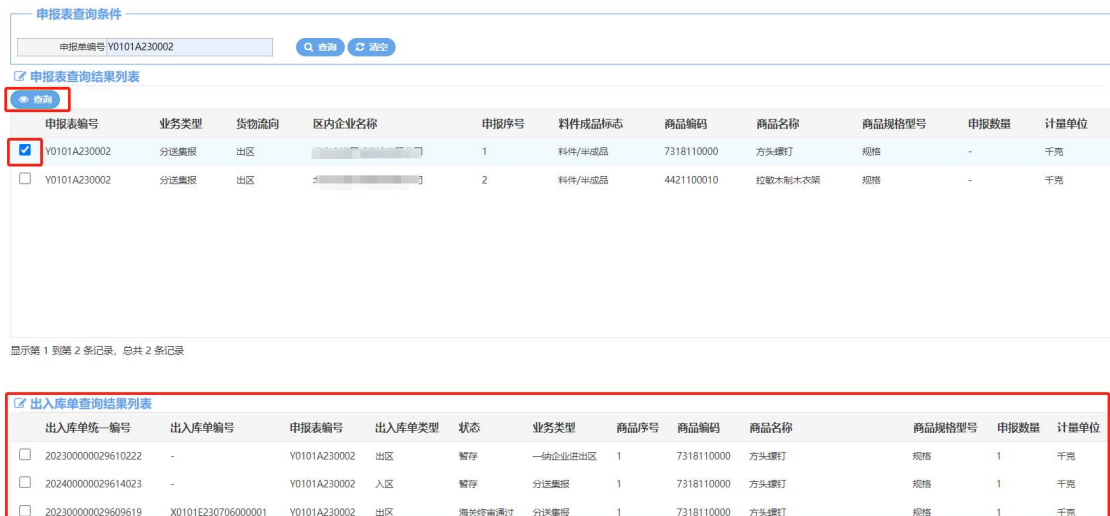 申报表查询条件
申报单编号 Y0101A230002 查询 清空
申报表查询结果列表
查询
申报表编号 业务类型 货物流向 区内企业名称 申报序号 料件成品标志 商品编码 商品名称 商品规格型号 申报数量 计量单位
Y0101A230002 分送集报 出区 1 料件/半成品 7318110000 方头螺钉 规格 - 千克
Y0101A230002 分送集报 出区 2 料件/半成品 4421100010 拉敏木制木衣架 规格 - 千克
显示第 1 到第 2 条记录，总共 2 条记录
出入库单查询结果列表
出入库单统一编号 出入库单编号 申报表编号 出入库单类型 状态 业务类型 商品序号 商品编码 商品名称 商品规格型号 申报数量 计量单位
202300000029610222 - Y0101A230002 出区 暂存 一纳企业进出区 1 7318110000 方头螺钉 规格 1 千克
202400000029614023 - Y0101A230002 入区 暂存 分送集报 1 7318110000 方头螺钉 规格 1 千克
202300000029609619 X0101E230706000001 Y0101A230002 出区 海关终审通过 分送集报 1 7318110000 方头螺钉 规格 1 千克